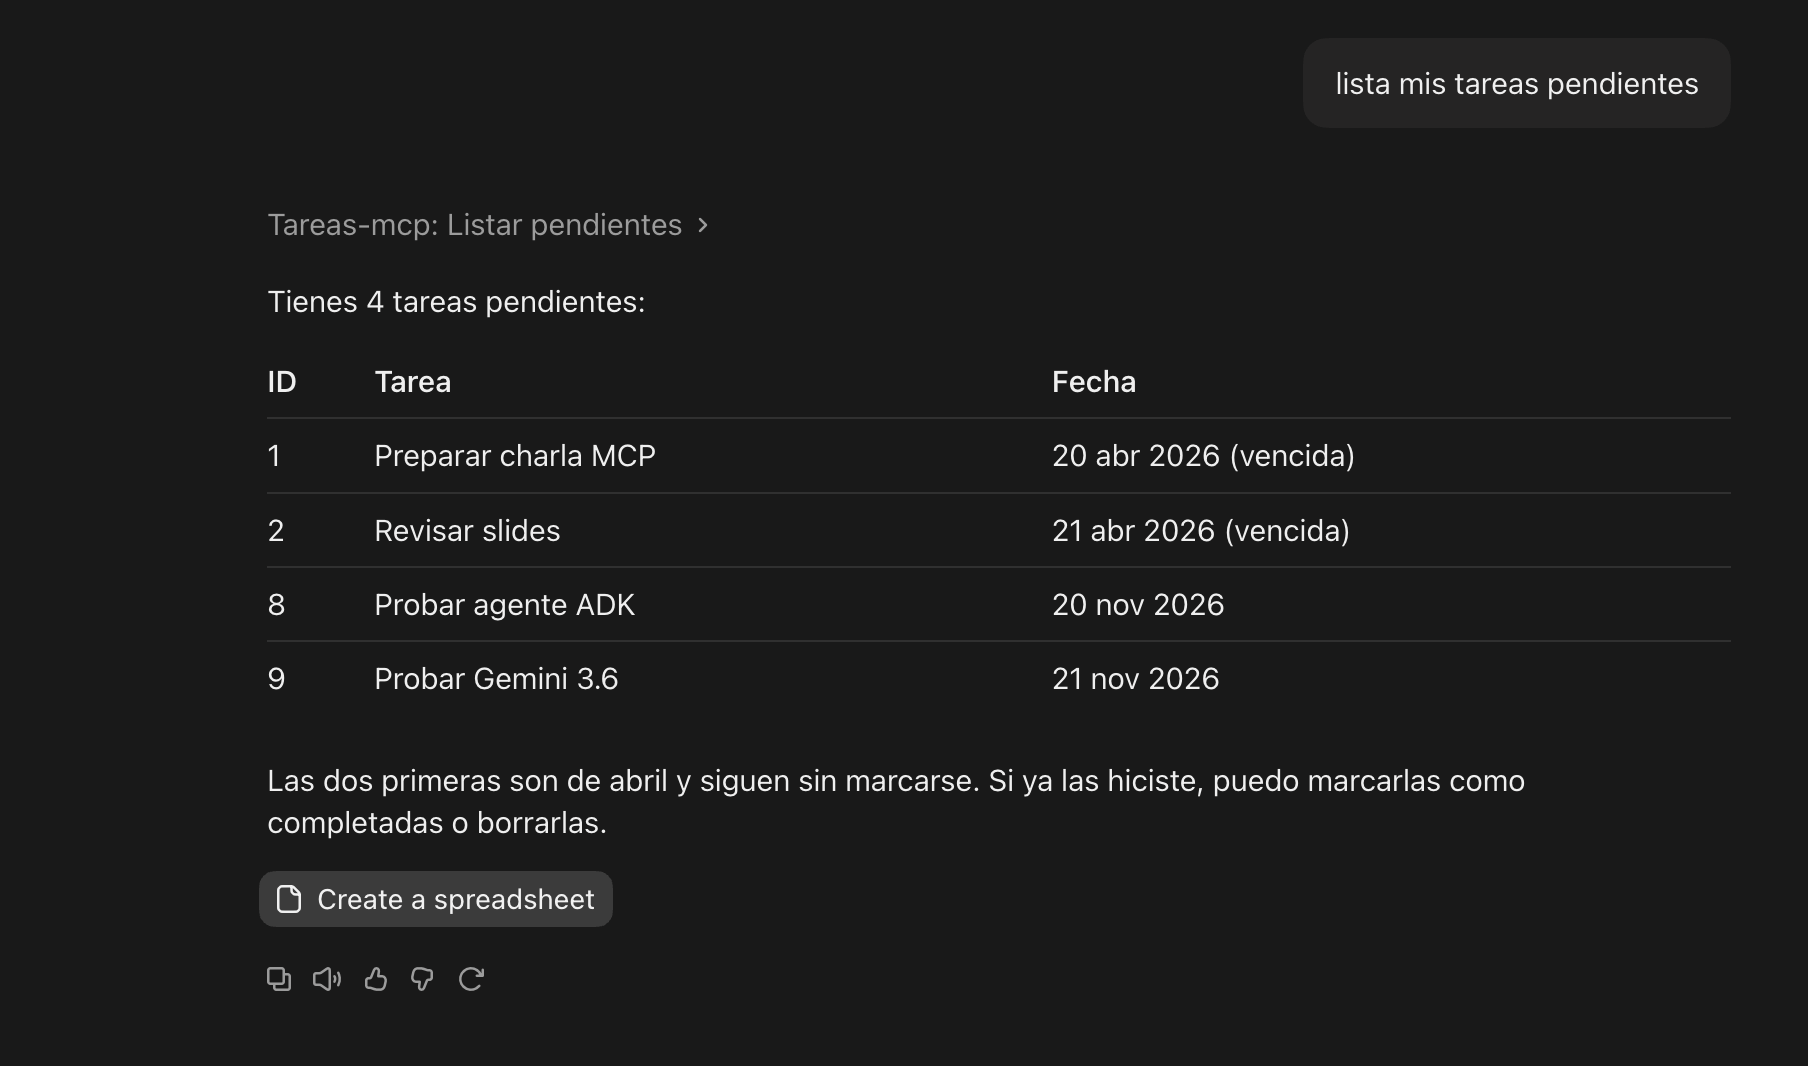 lista mis tareas pendientes
Tareas-mcp: Listar pendientes
Tienes 4 tareas pendientes:
ID Tarea Fecha
1 Preparar charla MCP 20 abr 2026 (vencida)
2 Revisar slides 21 abr 2026 (vencida)
8 Probar agente ADK 20 nov 2026
9 Probar Gemini 3.6 21 nov 2026
Las dos primeras son de abril y siguen sin marcarse. Si ya las hiciste, puedo marcarlas como
completadas o borrarlas.
Create a spreadsheet